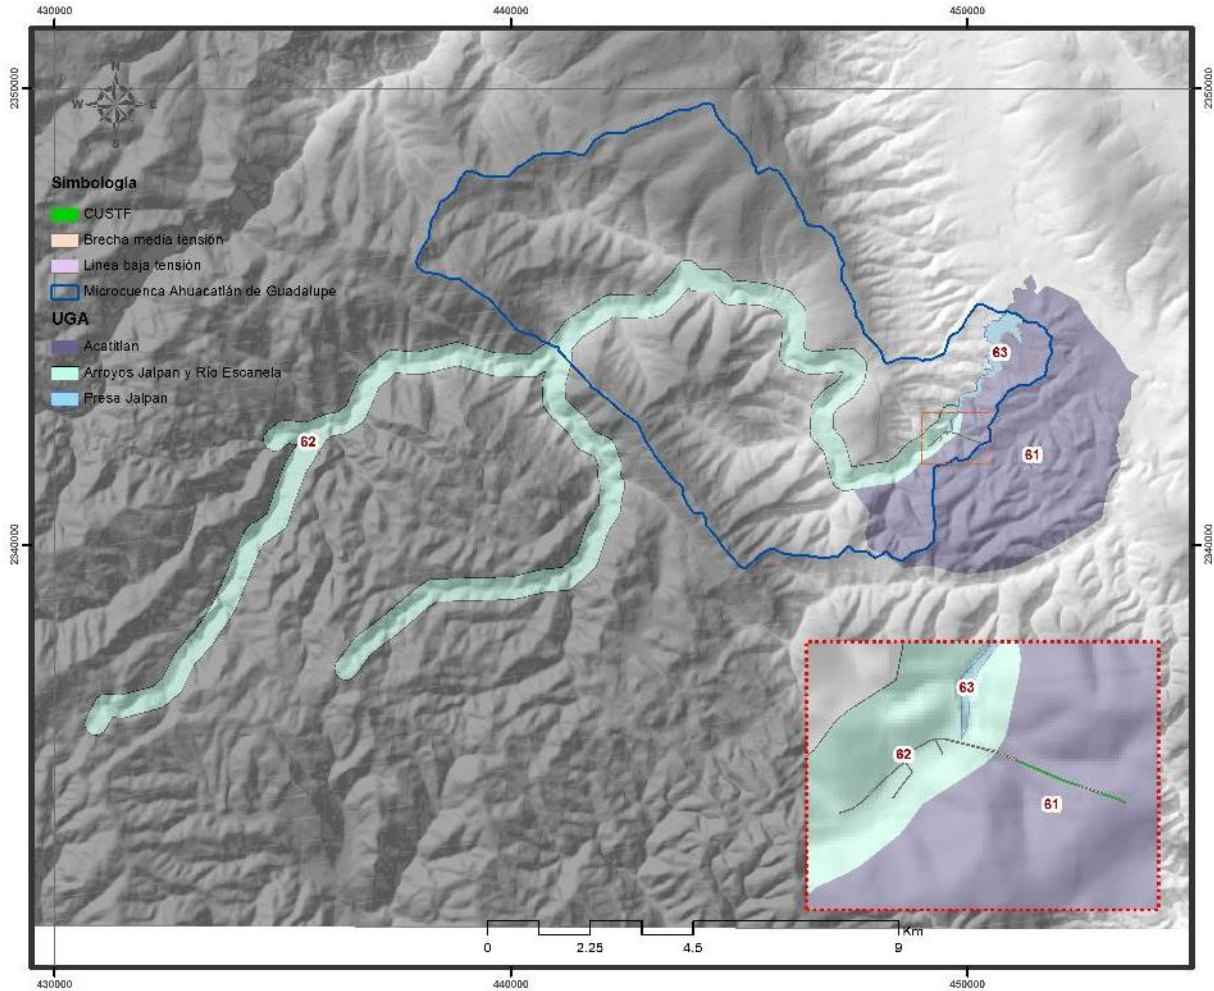 430000 440000 450000
2350000 2350000
N
W E
S
Simbología
CUSTF
Brecha media tensión
Línea baja tensión
Microcuenca Ahuacatlán de Guadalupe
UGA
Acatitlan
Arroyos Jalpan y Río Escanela
Presa Jalpan
63
62
61
2340000 2340000
63
62
61
Km
0 2.25 4.5 9
430000 440000 450000